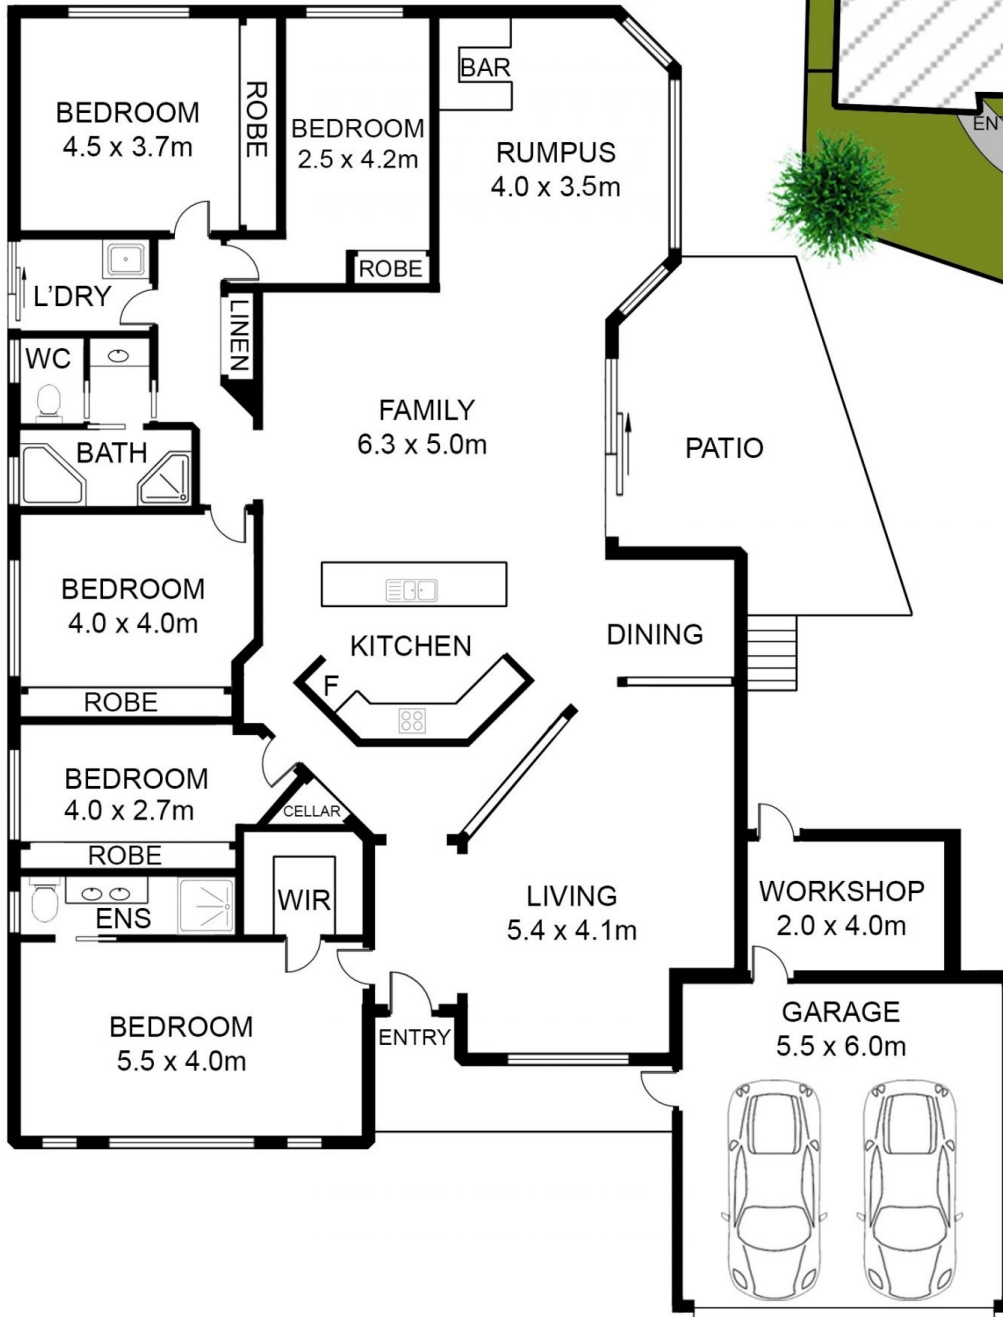 BEDROOM
4.5 x 3.7m
ROBE
BEDROOM
2.5 x 4.2m
ROBE
BAR
RUMPUS
4.0 x 3.5m
EN
L'DRY
LINEN
WC
BATH
FAMILY
6.3 x 5.0m
PATIO
BEDROOM
4.0 x 4.0m
ROBE
KITCHEN
F
DINING
BEDROOM
4.0 x 2.7m
ROBE
CELLAR
ENS
WIR
LIVING
5.4 x 4.1m
WORKSHOP
2.0 x 4.0m
BEDROOM
5.5 x 4.0m
ENTRY
GARAGE
5.5 x 6.0m